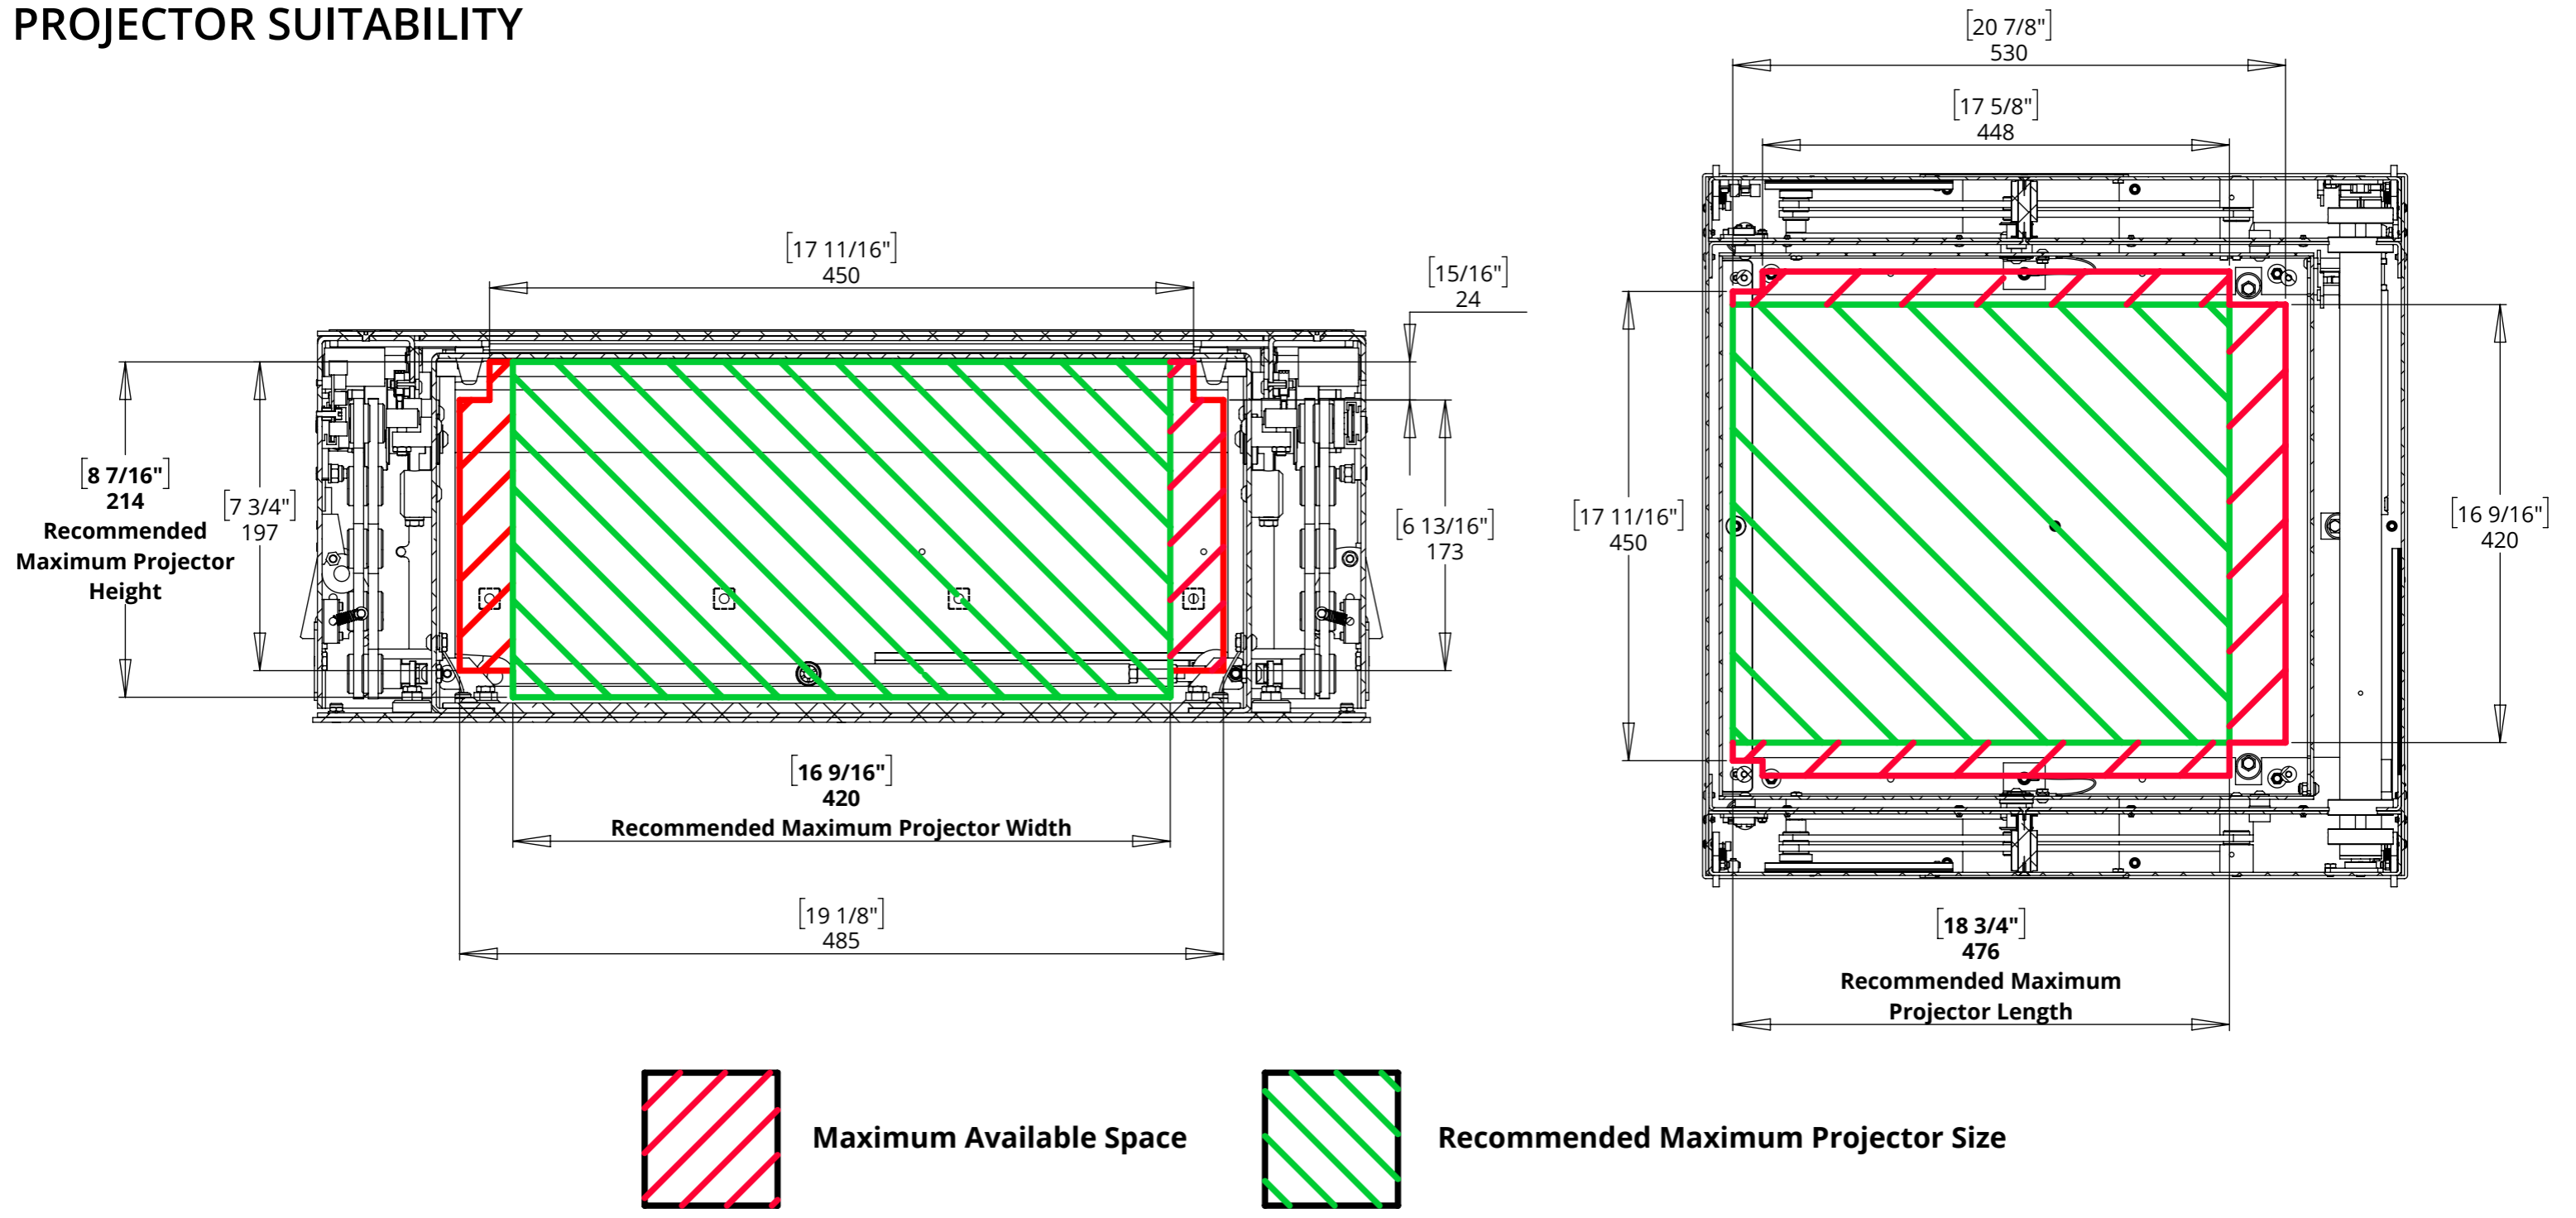 PROJECTOR SUITABILITY
[17 11/16"]
450
[15/16"]
24
[8 7/16"]
214
Recommended
Maximum Projector
Height
[7 3/4"]
197
[6 13/16"]
173
[16 9/16"]
420
Recommended Maximum Projector Width
[19 1/8"]
485
[20 7/8"]
530
[17 5/8"]
448
[17 11/16"]
450
[16 9/16"]
420
[18 3/4"]
476
Recommended Maximum
Projector Length
Maximum Available Space
Recommended Maximum Projector Size